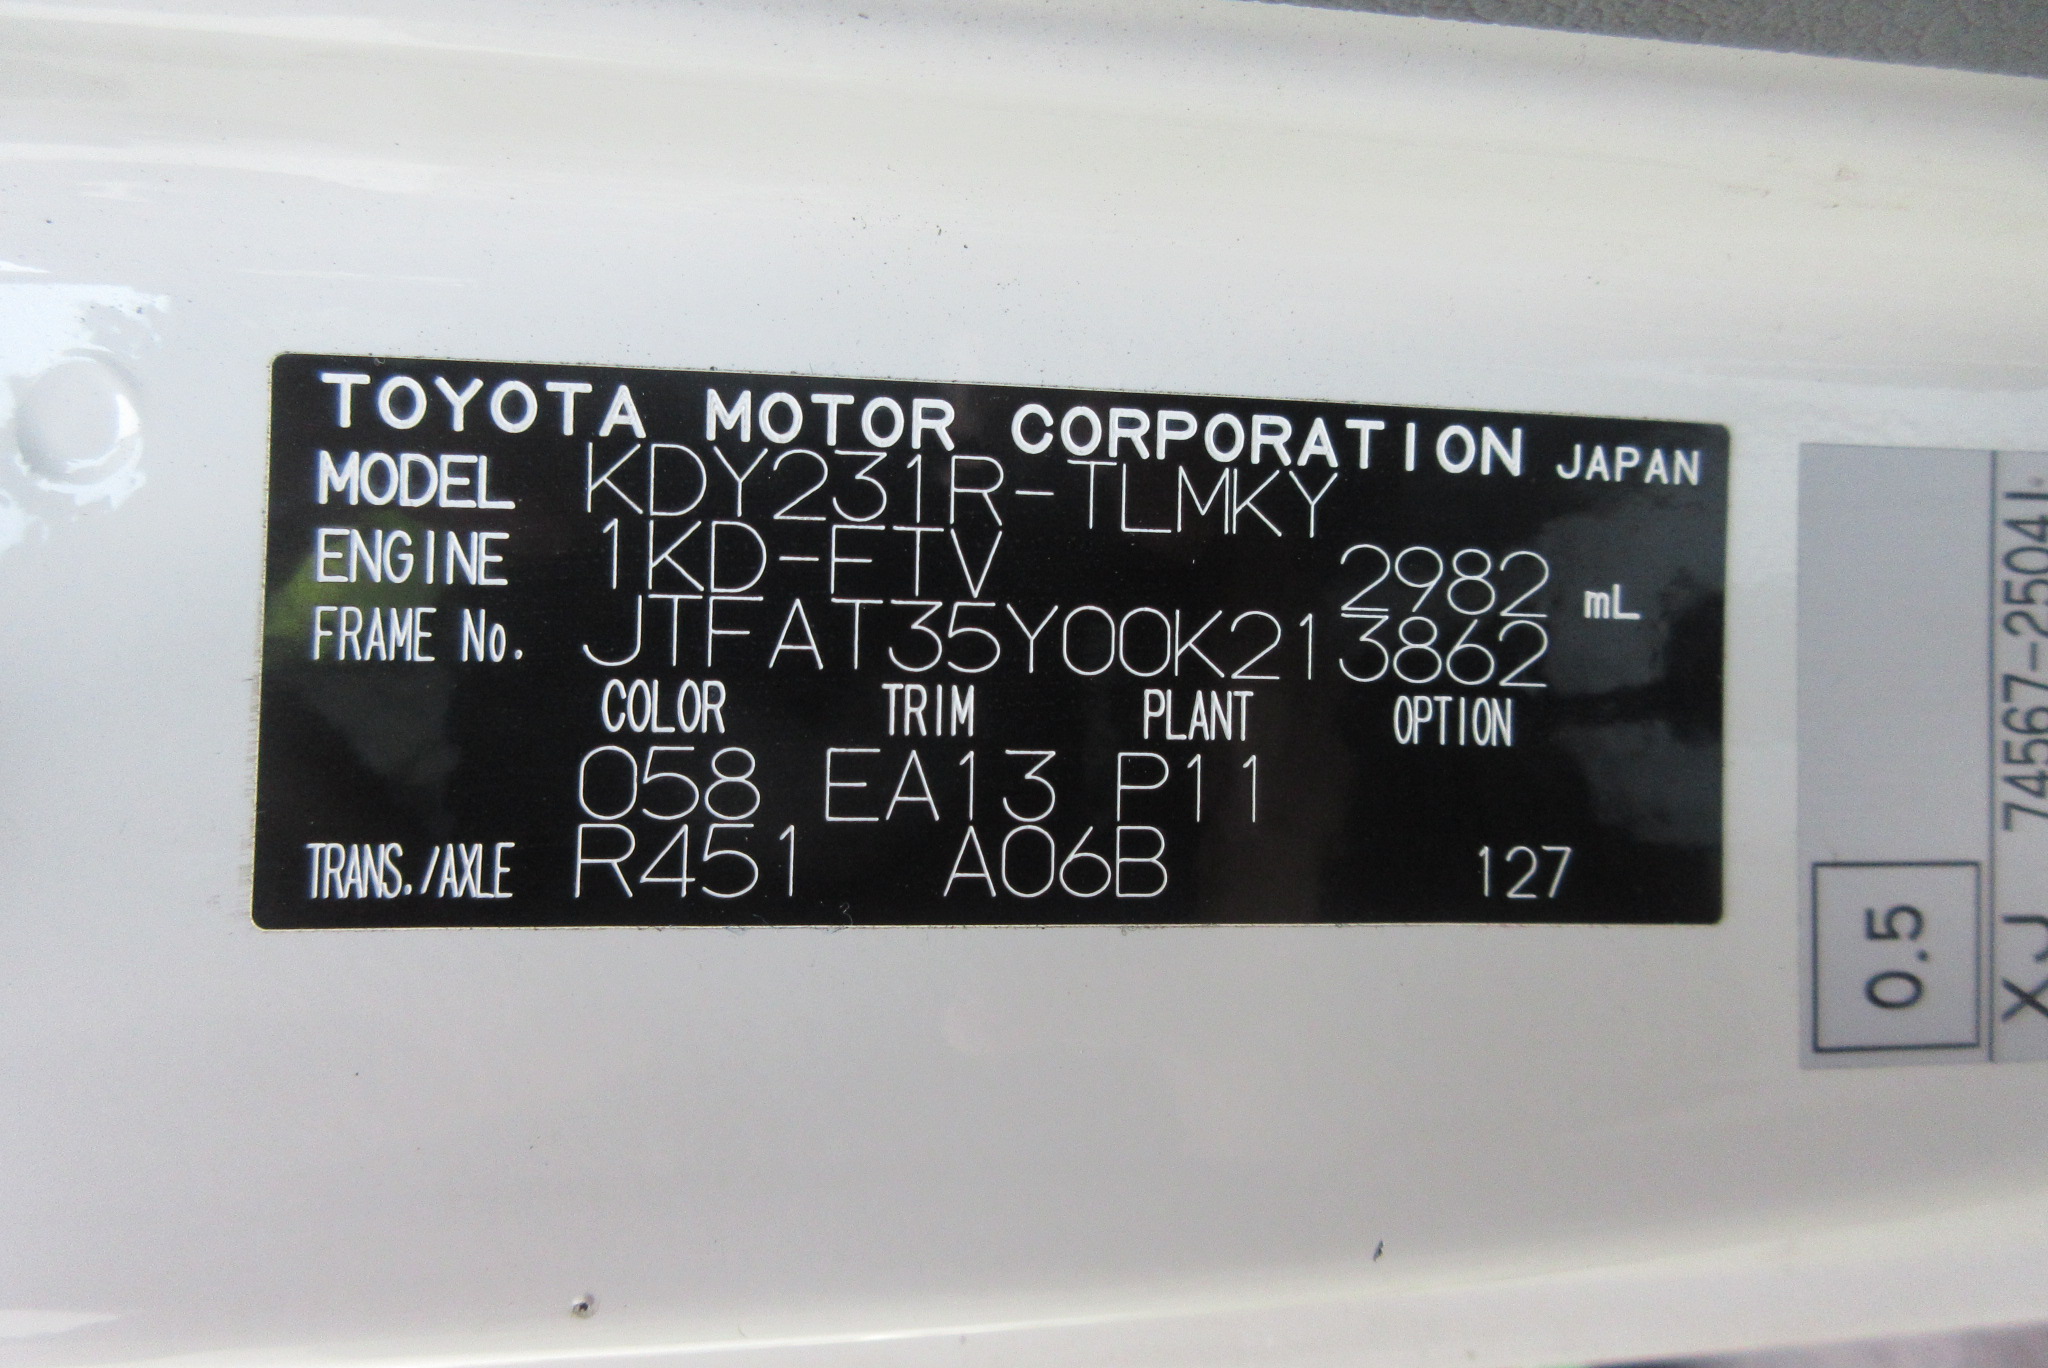 TOYOTA MOTOR CORPORATION JAPAN
MODEL KDY231R-TLMKY
ENGINE 1KD-FTV 2982 mL
FRAME No. JTFAT35Y00K213862
COLOR TRIM PLANT OPTION
058 EA13 P11
TRANS./AXLE R451 A06B 127
74567-25041
0.5
XJ